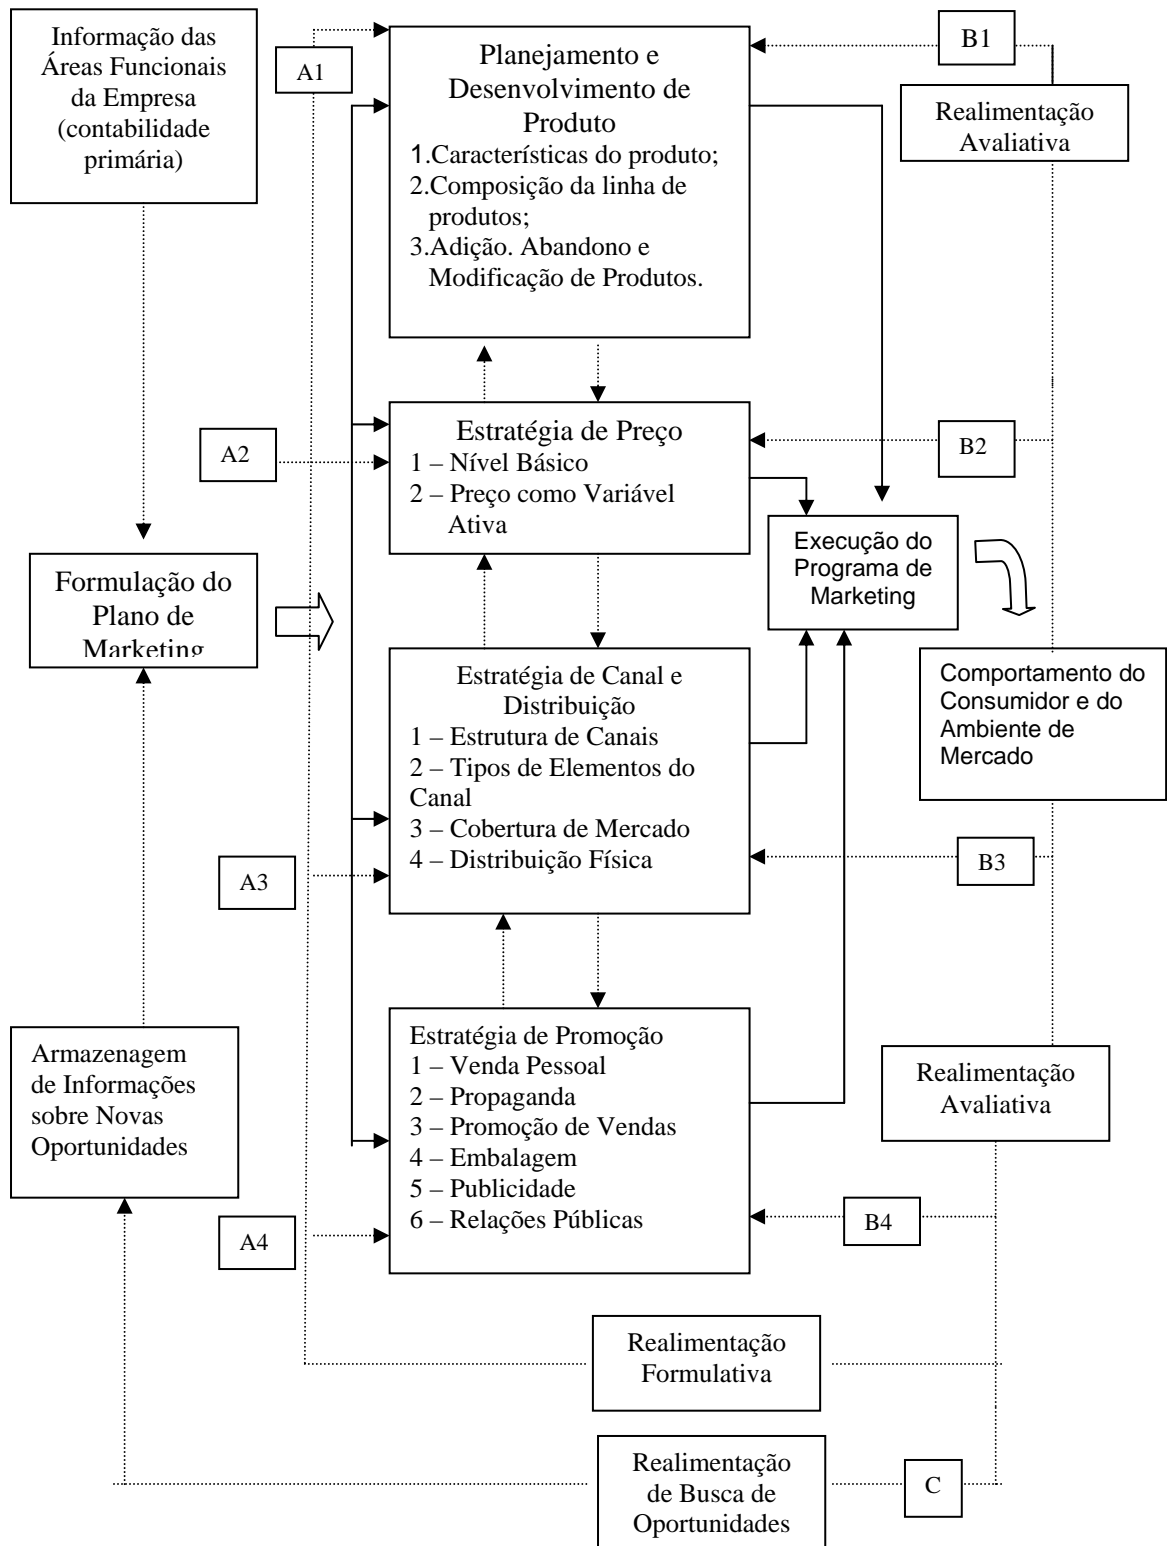 Informação das
Áreas Funcionais
da Empresa
(contabilidade
primária)
A1
Planejamento e
Desenvolvimento de
Produto
1.Características do produto;
2.Composição da linha de
produtos;
3.Adição. Abandono e
Modificação de Produtos.
B1
Realimentação
Avaliativa
A2
Estratégia de Preço
1 – Nível Básico
2 – Preço como Variável
Ativa
B2
Execução do
Programa de
Marketing
Formulação do
Plano de
Marketing
Estratégia de Canal e
Distribuição
1 – Estrutura de Canais
2 – Tipos de Elementos do
Canal
3 – Cobertura de Mercado
4 – Distribuição Física
Comportamento do
Consumidor e do
Ambiente de
Mercado
A3
B3
Armazenagem
de Informações
sobre Novas
Oportunidades
Estratégia de Promoção
1 – Venda Pessoal
2 – Propaganda
3 – Promoção de Vendas
4 – Embalagem
5 – Publicidade
6 – Relações Públicas
Realimentação
Avaliativa
A4
B4
Realimentação
Formulativa
Realimentação
de Busca de
Oportunidades
C